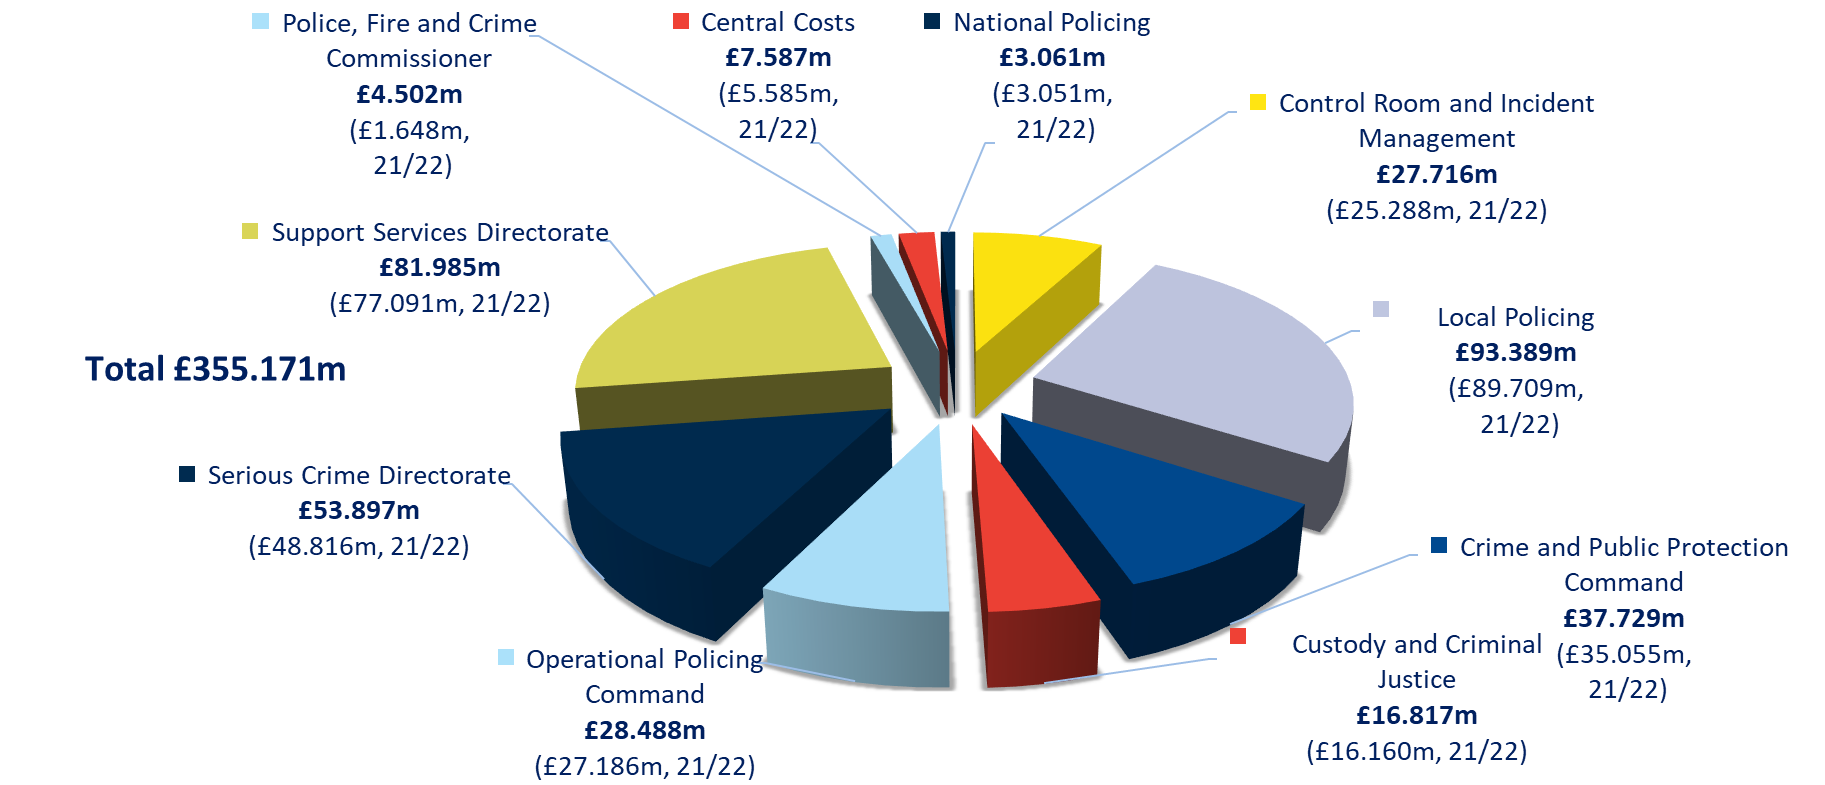 Police, Fire and Crime
Commissioner
£4.502m
(£1.648m,
21/22)
Central Costs
£7.587m
(£5.585m,
21/22)
National Policing
£3.061m
(£3.051m,
21/22)
Control Room and Incident
Management
£27.716m
(£25.288m, 21/22)
Support Services Directorate
£81.985m
(£77.091m, 21/22)
Local Policing
£93.389m
(£89.709m,
21/22)
Total £355.171m
Serious Crime Directorate
£53.897m
(£48.816m, 21/22)
Crime and Public Protection
Command
£37.729m
(£35.055m,
21/22)
Custody and Criminal
Justice
£16.817m
(£16.160m, 21/22)
Operational Policing
Command
£28.488m
(£27.186m, 21/22)